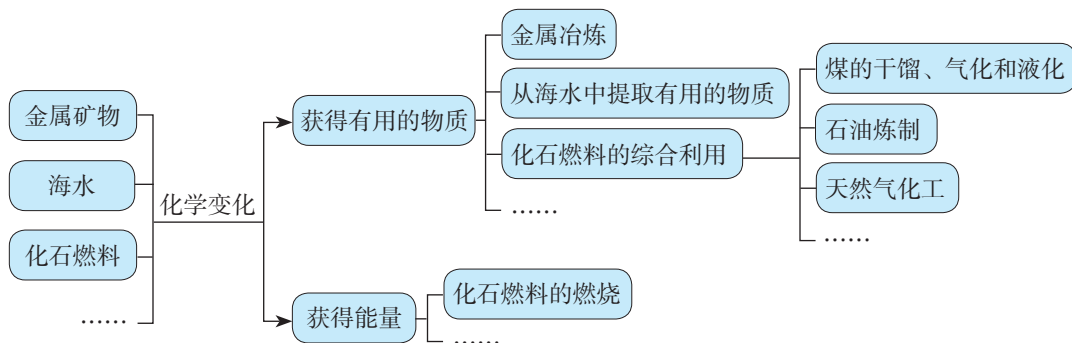 金属矿物
海水
化石燃料
……
化学变化
获得有用的物质
金属冶炼
从海水中提取有用的物质
化石燃料的综合利用
……
煤的干馏、气化和液化
石油炼制
天然气化工
……
获得能量
化石燃料的燃烧
……